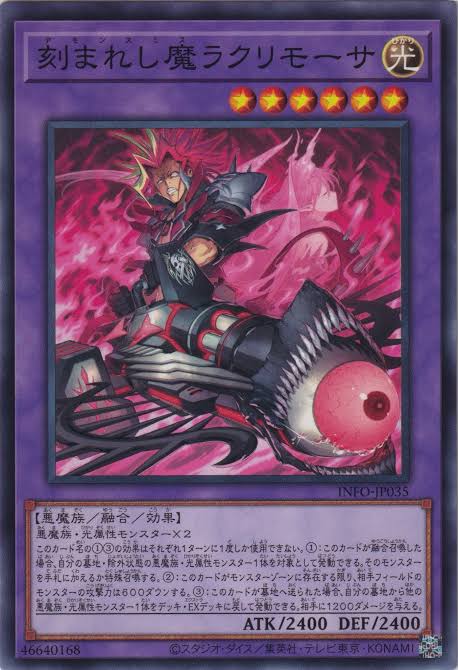 デモンスミス
刻まれし魔ラクリモーサ
ひかり
光
INFO-JP035
【悪魔族/融合/効果】
悪魔族・光属性モンスター×2
このカード名の①③の効果はそれぞれ1ターンに1度しか使用できない。①:このカードが融合召喚した
場合、自分の墓地・除外状態の悪魔族・光属性モンスター1体を対象として発動できる。そのモンスター
を手札に加えるか特殊召喚する。②:このカードがモンスターゾーンに存在する限り、相手フィールドの
モンスターの攻撃力は600ダウンする。③:このカードが墓地へ送られた場合、自分の墓地から他の
悪魔族・光属性モンスター1体をデッキ・EXデッキに戻して発動できる。相手に1200ダメージを与える。
ATK/2400 DEF/2400
46640168
©スタジオ・ダイス/集英社・テレビ東京・KONAMI